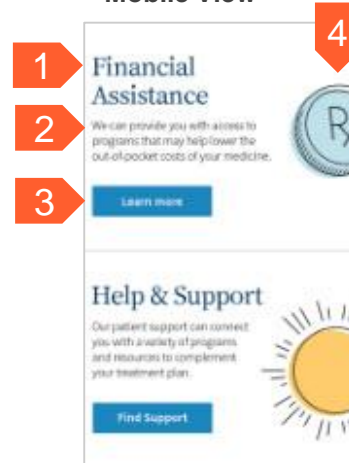 Mobile View
4
1
Financial
Assistance
2
We can provide you with access to
programs that may help lower the
out-of-pocket costs of your medicine.
3
Learn more
Help & Support
Our patient support can connect
you with a variety of programs
and resources to complement
your treatment plan.
Find Support